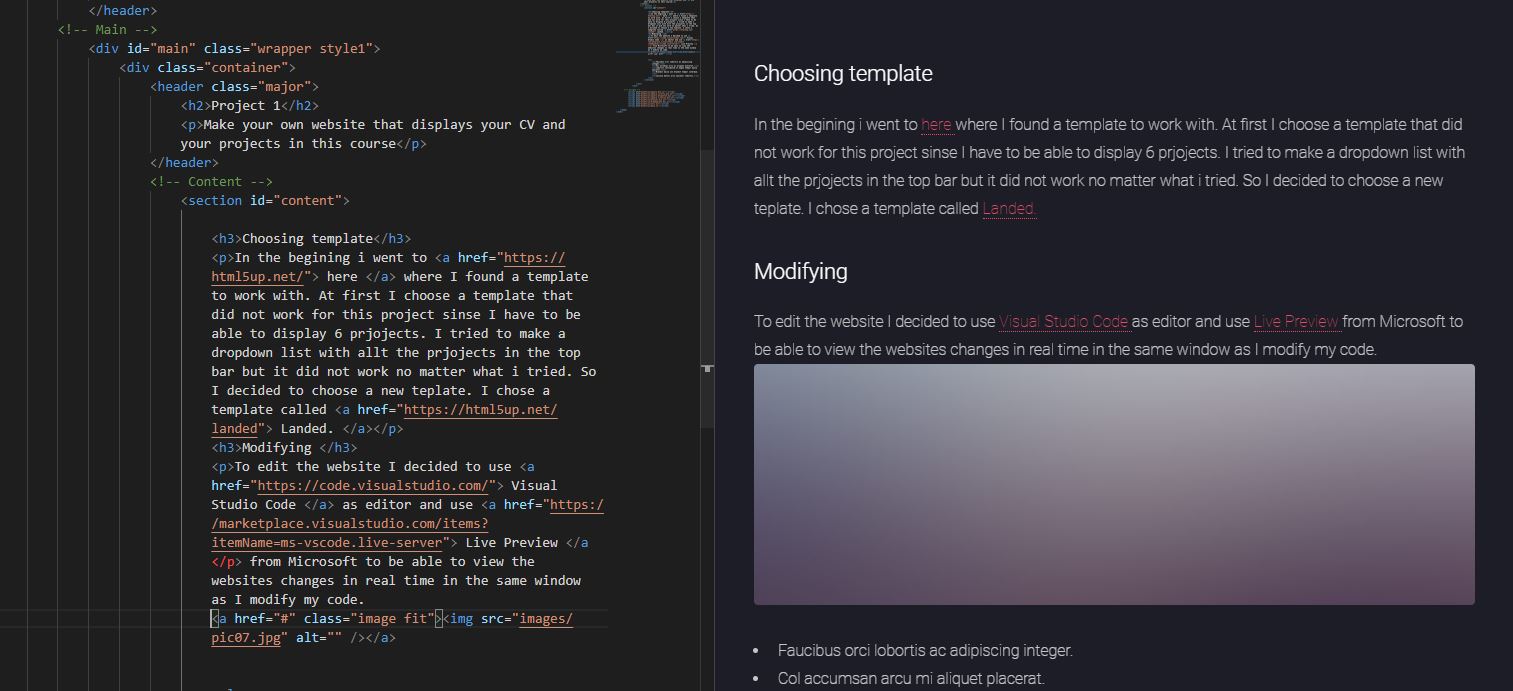 </header>
<!-- Main -->
<div id="main" class="wrapper style1">
<div class="container">
<header class="major">
<h2>Project 1</h2>
<p>Make your own website that displays your CV and
your projects in this course</p>
</header>
<!-- Content -->
<section id="content">
<h3>Choosing template</h3>
<p>In the begining i went to <a href="https://
html5up.net/"> here </a> where I found a template
to work with. At first I choose a template that
did not work for this project sinse I have to be
able to display 6 prjojects. I tried to make a
dropdown list with allt the prjojects in the top
bar but it did not work no matter what i tried. So
I decided to choose a new teplate. I chose a
template called <a href="https://html5up.net/
landed"> Landed. </a></p>
<h3>Modifying </h3>
<p>To edit the website I decided to use <a
href="https://code.visualstudio.com/"> Visual
Studio Code </a> as editor and use <a href="https:/
/marketplace.visualstudio.com/items?
itemName=ms-vscode.live-server"> Live Preview </a
</p> from Microsoft to be able to view the
websites changes in real time in the same window
as I modify my code.
<a href="#" class="image fit"><img src="images/
pic07.jpg" alt="" /></a>
Choosing template
In the begining i went to here where I found a template to work with. At first I choose a template that did
not work for this project sinse I have to be able to display 6 prjojects. I tried to make a dropdown list with
allt the prjojects in the top bar but it did not work no matter what i tried. So I decided to choose a new
teplate. I chose a template called Landed.
Modifying
To edit the website I decided to use Visual Studio Code as editor and use Live Preview from Microsoft to
be able to view the websites changes in real time in the same window as I modify my code.
• Faucibus orci lobortis ac adipiscing integer.
• Col accumsan arcu mi aliquet placerat.